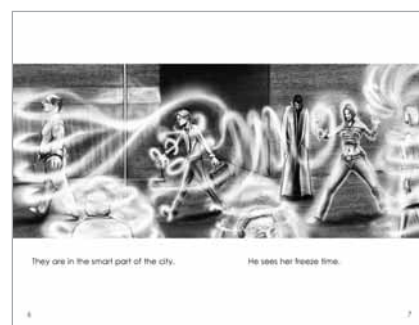 They are in the smart part of the city.
He sees her freeze time.
6
7